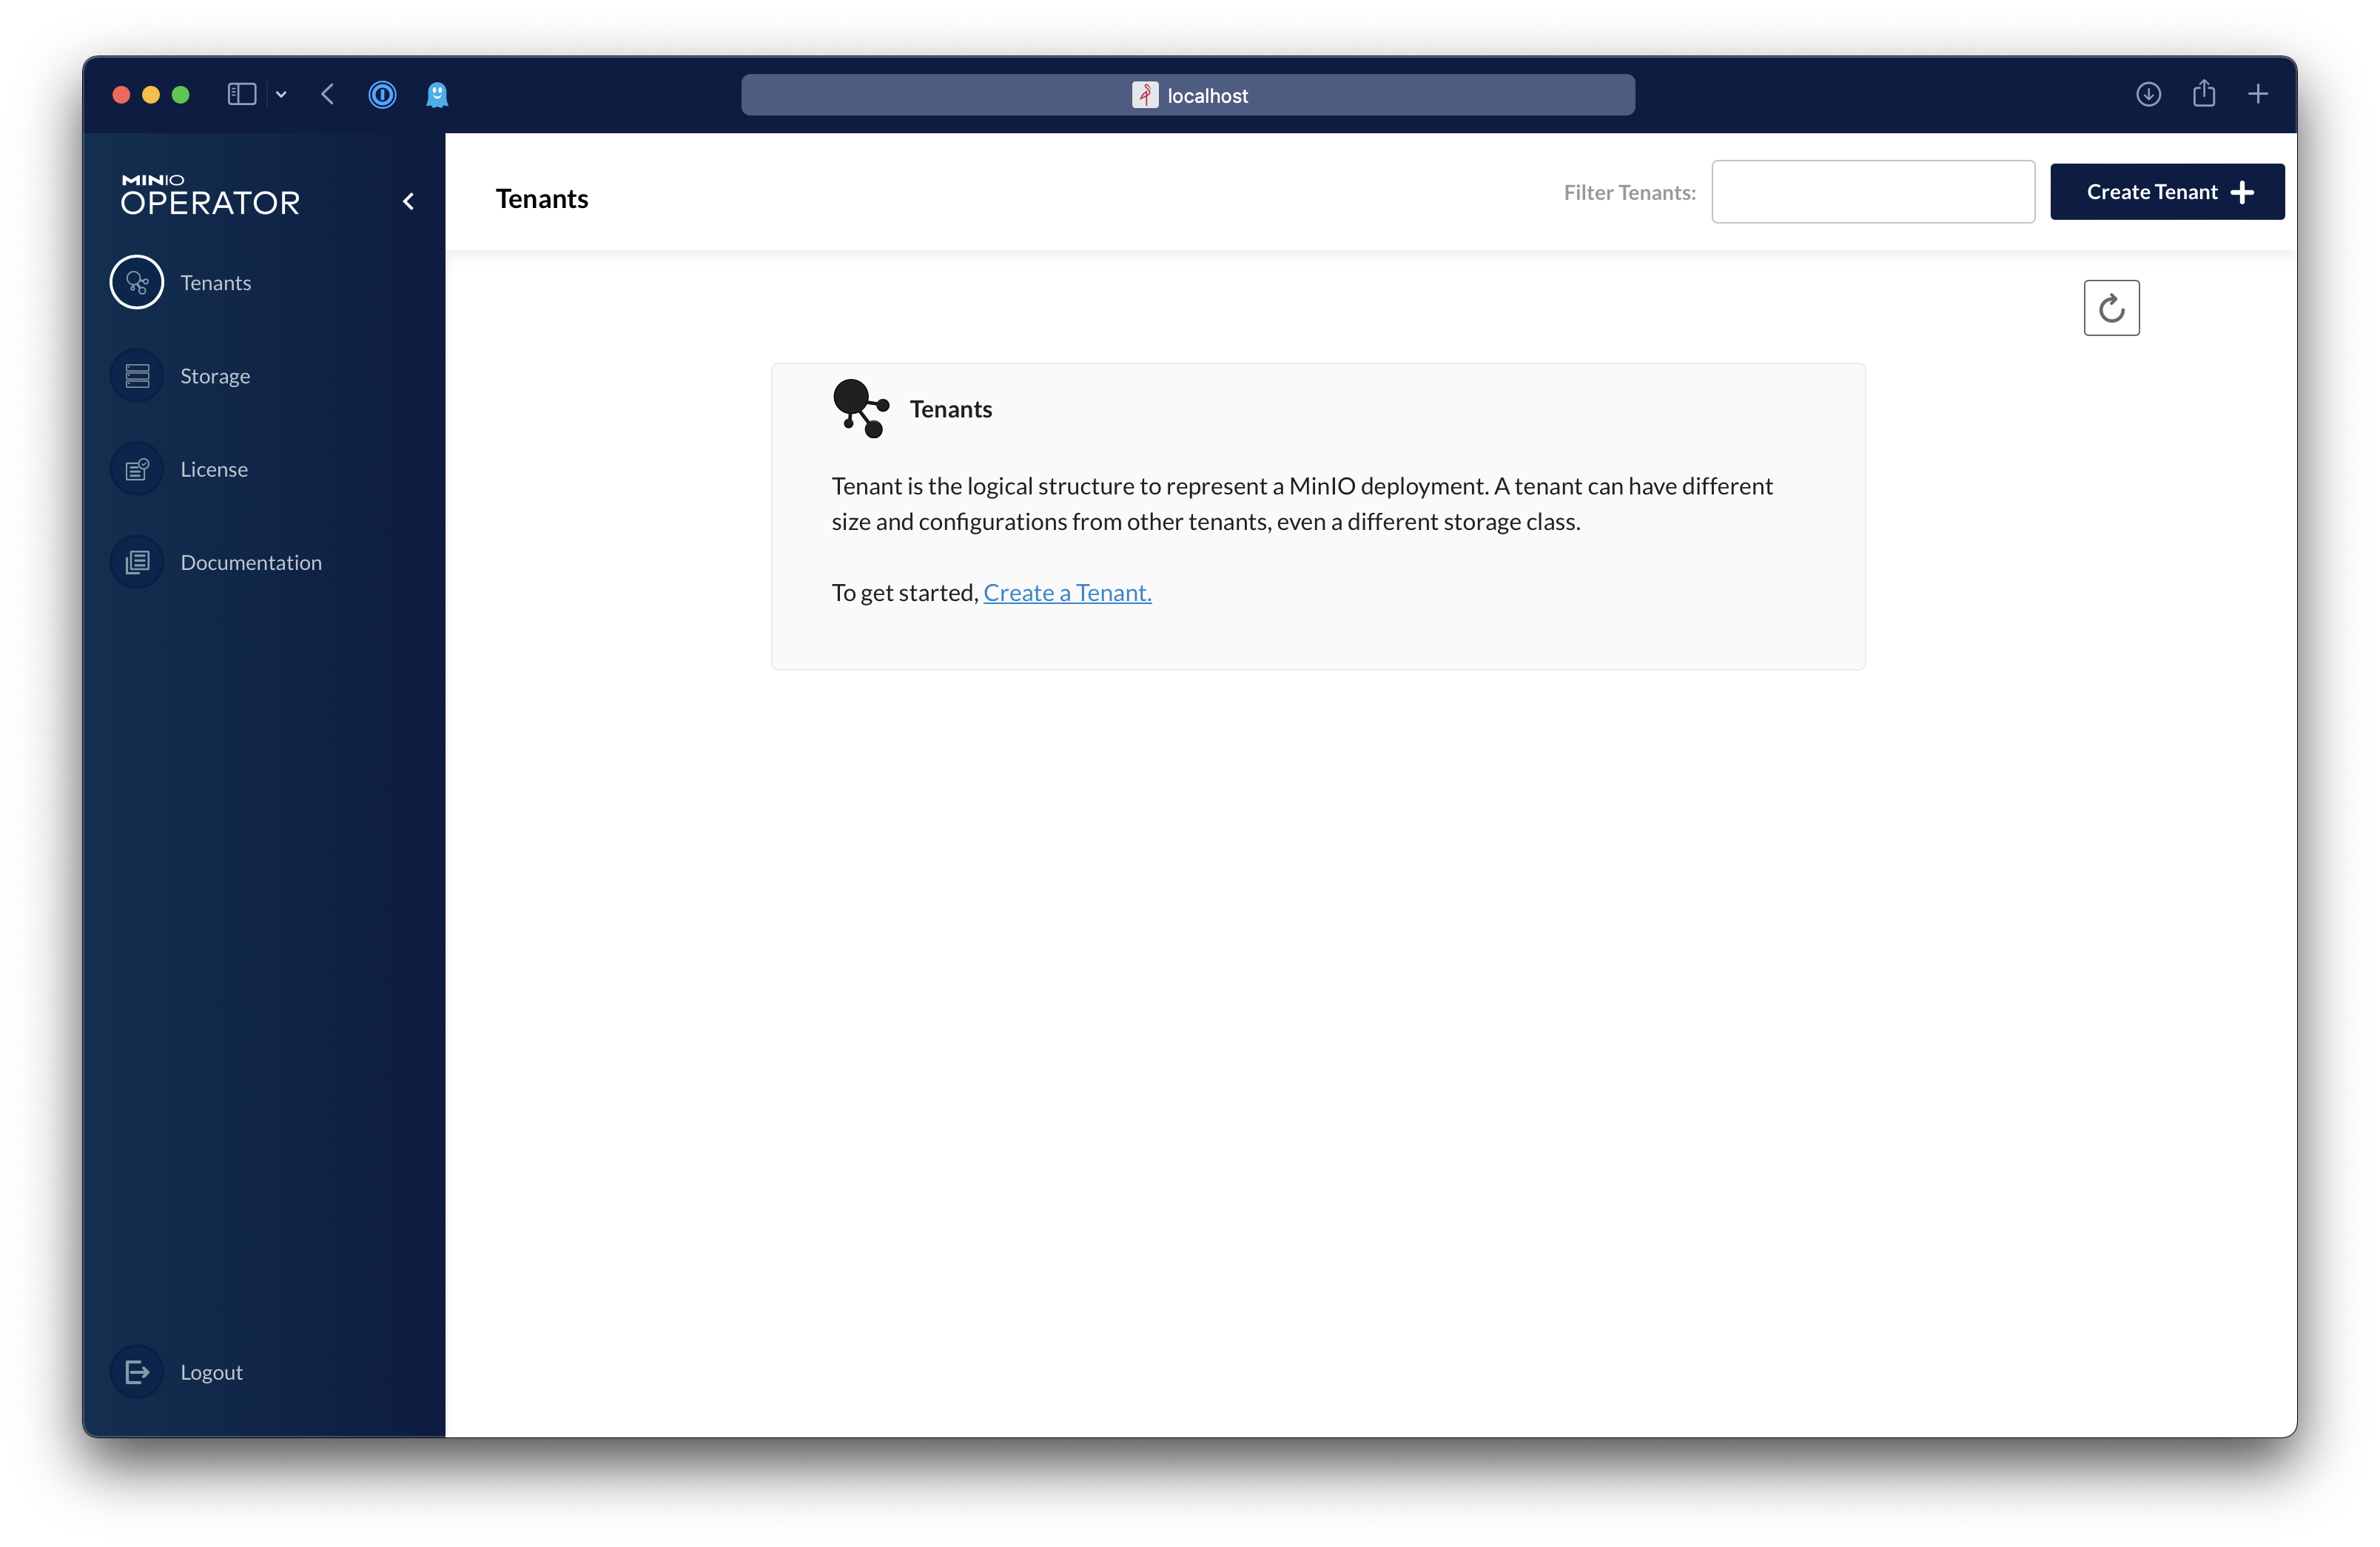 localhost
MINIO
OPERATOR
Tenants
Storage
License
Documentation
Logout
Tenants
Filter Tenants:
Create Tenant
Tenants
Tenant is the logical structure to represent a MinIO deployment. A tenant can have different
size and configurations from other tenants, even a different storage class.
To get started, Create a Tenant.